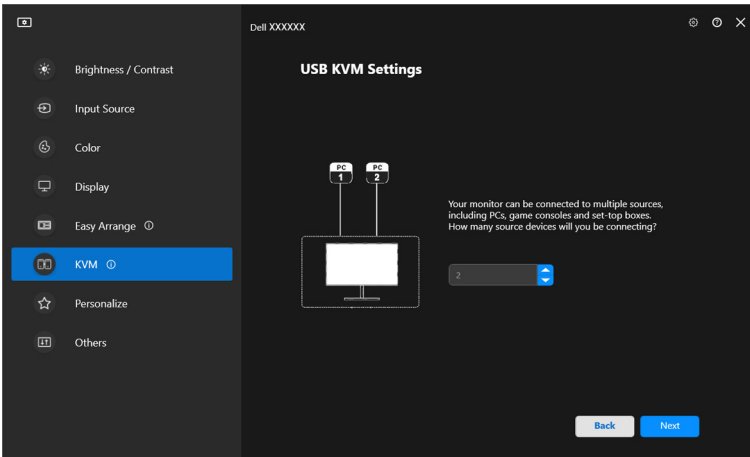 Dell XXXXXX
Brightness / Contrast
Input Source
Color
Display
Easy Arrange
KVM
Personalize
Others
USB KVM Settings
PC 1
PC 2
Your monitor can be connected to multiple sources,
including PCs, game consoles and set-top boxes.
How many source devices will you be connecting?
2
Back
Next